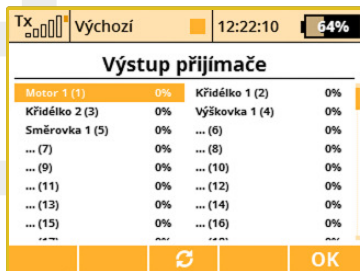 Tx Výchozí 12:22:10 64%
Výstup přijímače
Motor 1 (1) 0% Křidélko 1 (2) 0%
Křidélko 2 (3) 0% Výškovka 1 (4) 0%
Směrovka 1 (5) 0% ... (6) 0%
... (7) 0% ... (8) 0%
... (9) 0% ... (10) 0%
... (11) 0% ... (12) 0%
... (13) 0% ... (14) 0%
... (15) 0% ... (16) 0%
OK